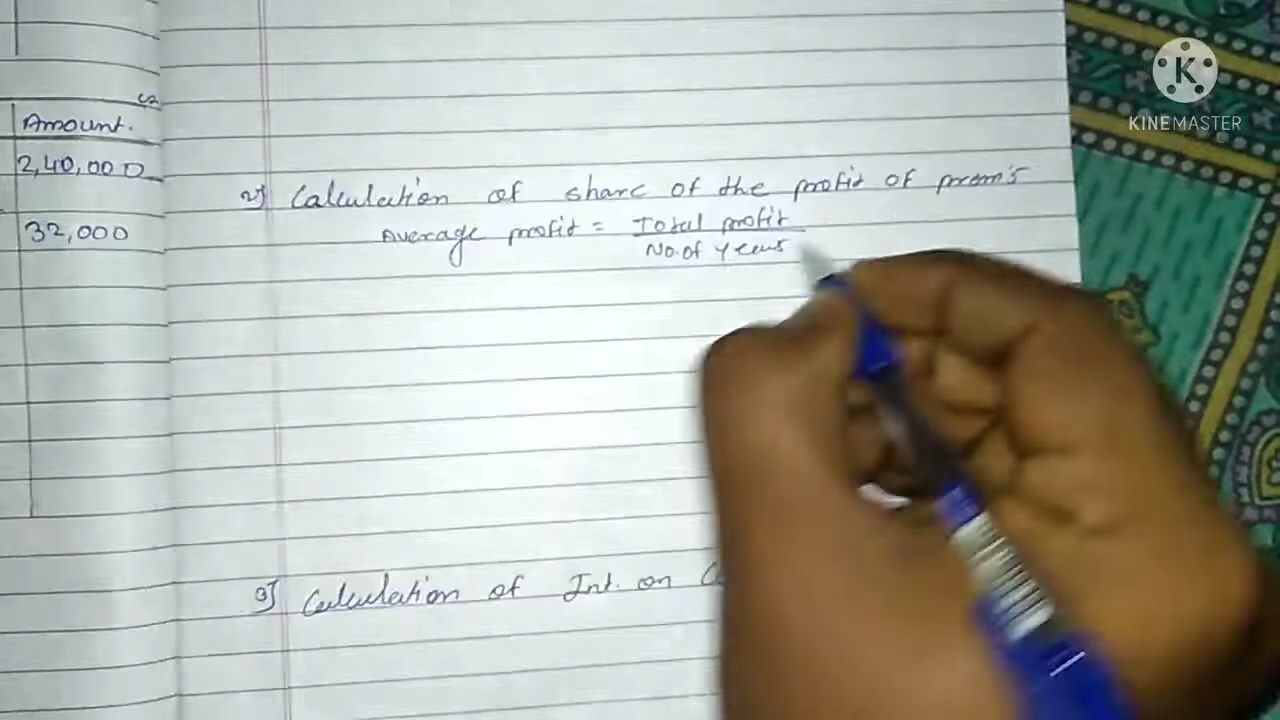 Amount.
2,40,000
32,000
2) Calculation of share of the profit of prem's
Average profit = Total profit
No. of years
3) Calculation of Int. on
K
KINEMASTER